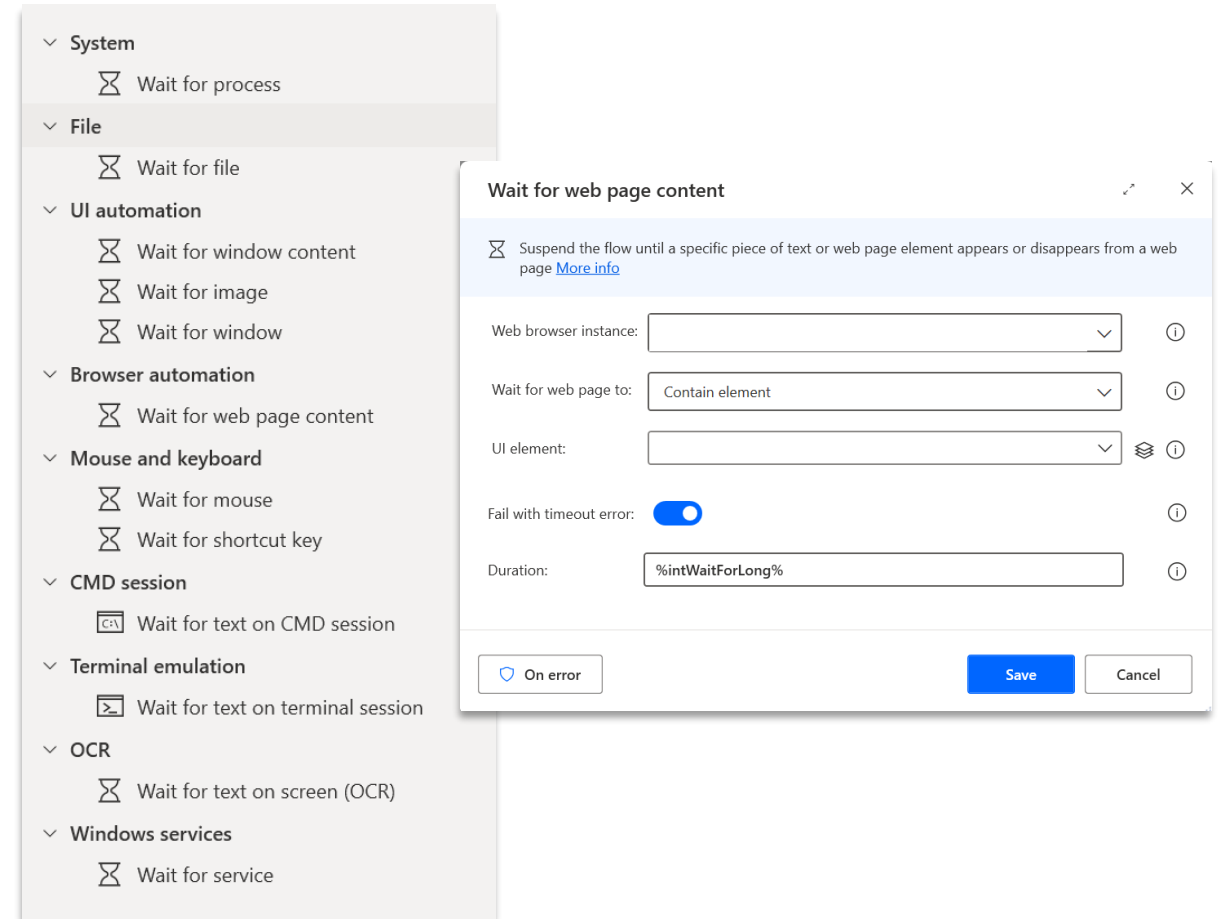 System
Wait for process
File
Wait for file
UI automation
Wait for window content
Wait for image
Wait for window
Browser automation
Wait for web page content
Mouse and keyboard
Wait for mouse
Wait for shortcut key
CMD session
C:\ Wait for text on CMD session
Terminal emulation
Wait for text on terminal session
OCR
Wait for text on screen (OCR)
Windows services
Wait for service
Wait for web page content
Suspend the flow until a specific piece of text or web page element appears or disappears from a web
page More info
Web browser instance:
Wait for web page to: Contain element
UI element:
Fail with timeout error:
Duration: %intWaitForLong%
On error Save Cancel